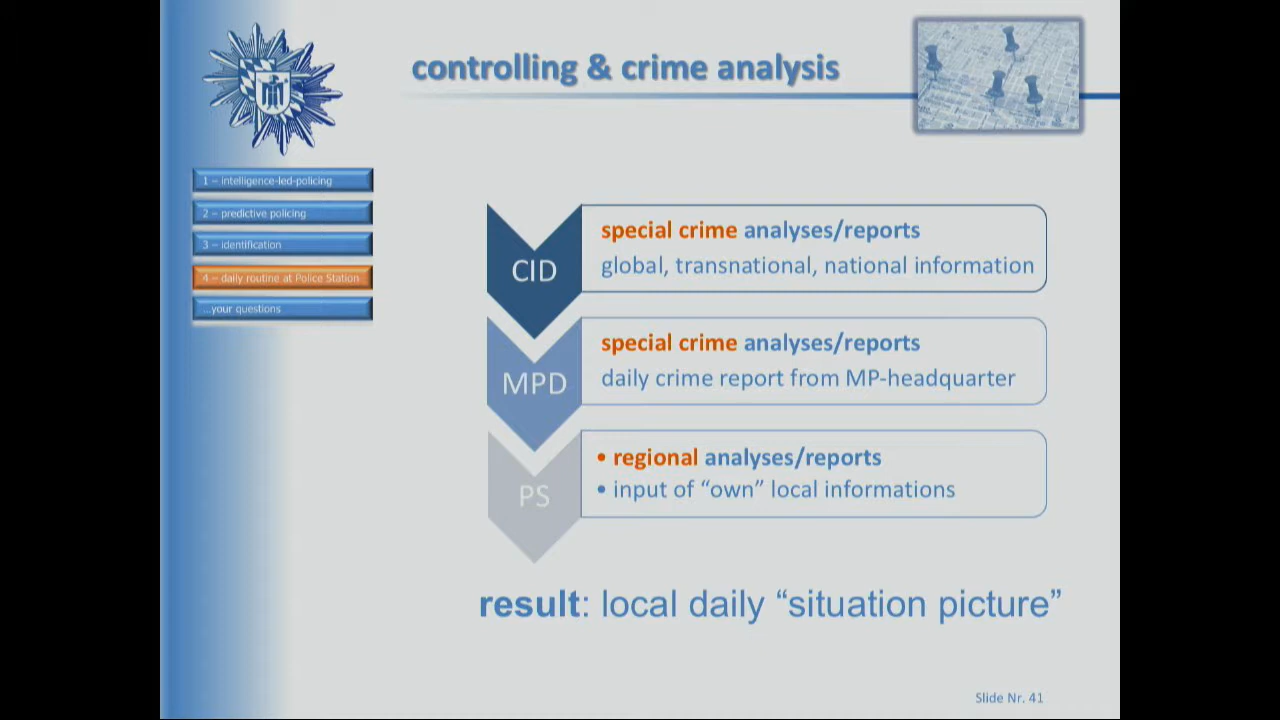 controlling & crime analysis
1 – intelligence-led-policing
2 – predictive policing
3 – identification
4 – daily routine at Police Station
...your questions
CID
special crime analyses/reports
global, transnational, national information
MPD
special crime analyses/reports
daily crime report from MP-headquarter
PS
• regional analyses/reports
• input of “own” local informations
result: local daily “situation picture”
Slide Nr. 41